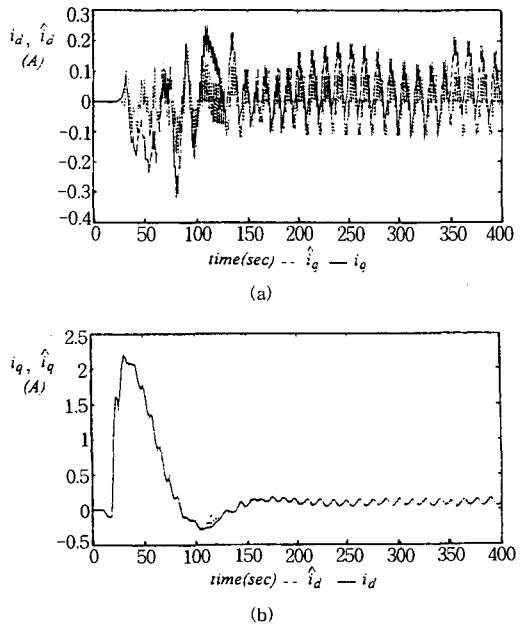 i_d, î_d
(A)
0.3
0.2
0.1
0
-0.1
-0.2
-0.3
-0.4
0 50 100 150 200 250 300 350 400
time(sec) -- î_q — i_q
(a)
i_q, î_q
(A)
2.5
2
1.5
1
0.5
0
-0.5
0 50 100 150 200 250 300 350 400
time(sec) -- î_d — i_d
(b)